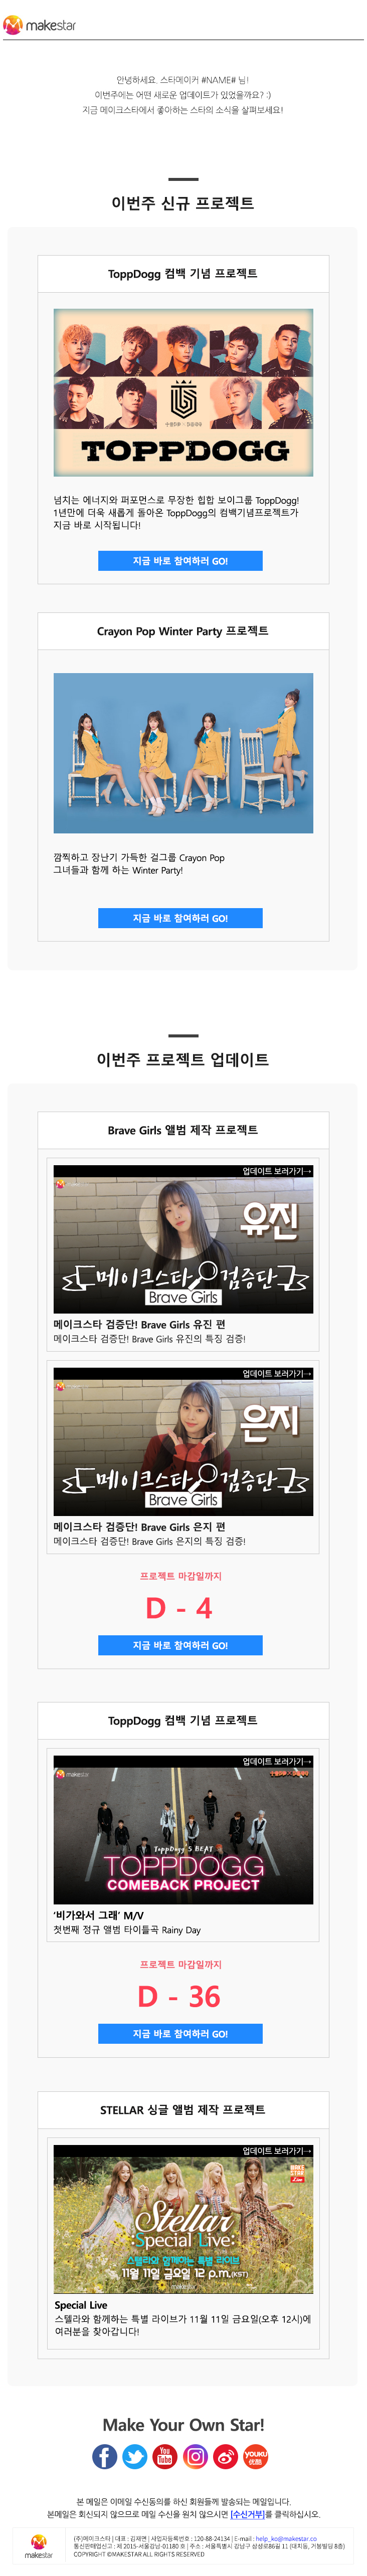 makestar
안녕하세요. 스타메이커 #NAME# 님!
이번주에는 어떤 새로운 업데이트가 있었을까요? :)
지금 메이크스타에서 좋아하는 스타의 소식을 살펴보세요!
이번주 신규 프로젝트
ToppDogg 컴백 기념 프로젝트
TOPPDOGG
넘치는 에너지와 퍼포먼스로 무장한 힙합 보이그룹 ToppDogg!
1년만에 더욱 새롭게 돌아온 ToppDogg의 컴백기념프로젝트가
지금 바로 시작됩니다!
지금 바로 참여하러 GO!
Crayon Pop Winter Party 프로젝트
깜찍하고 장난기 가득한 걸그룹 Crayon Pop
그녀들과 함께 하는 Winter Party!
지금 바로 참여하러 GO!
이번주 프로젝트 업데이트
Brave Girls 앨범 제작 프로젝트
업데이트 보러가기→
makestar
유진
메이크스타 검증단
Brave Girls
메이크스타 검증단! Brave Girls 유진 편
메이크스타 검증단! Brave Girls 유진의 특징 검증!
업데이트 보러가기→
makestar
은지
메이크스타 검증단
Brave Girls
메이크스타 검증단! Brave Girls 은지 편
메이크스타 검증단! Brave Girls 은지의 특징 검증!
프로젝트 마감일까지
D - 4
지금 바로 참여하러 GO!
ToppDogg 컴백 기념 프로젝트
업데이트 보러가기→
makestar
ToppDogg'S BEAT
TOPPDOGG
COMEBACK PROJECT
‘비가와서 그래’ M/V
첫번째 정규 앨범 타이틀곡 Rainy Day
프로젝트 마감일까지
D - 36
지금 바로 참여하러 GO!
STELLAR 싱글 앨범 제작 프로젝트
업데이트 보러가기→
MAKE
STAR
Live
Stellar
:Special Live:
스텔라와 함께하는 특별 라이브
11월 11일 금요일 12 p.m.(KST)
makestar
Special Live
스텔라와 함께하는 특별 라이브가 11월 11일 금요일(오후 12시)에
여러분을 찾아갑니다!
Make Your Own Star!
You
Tube
YOUKU
优酷
본 메일은 이메일 수신동의를 하신 회원들께 발송되는 메일입니다.
본메일은 회신되지 않으므로 메일 수신을 원치 않으시면 [수신거부]를 클릭하십시오.
makestar
(주)메이크스타 | 대표 : 김재면 | 사업자등록번호 : 120-88-24134 | E-mail : help_ko@makestar.co
통신판매업신고 : 제 2015-서울강남-01180 호 | 주소 : 서울특별시 강남구 삼성로86길 11 (대치동, 거봉빌딩 8층)
COPYRIGHT ©MAKESTAR ALL RIGHTS RESERVED